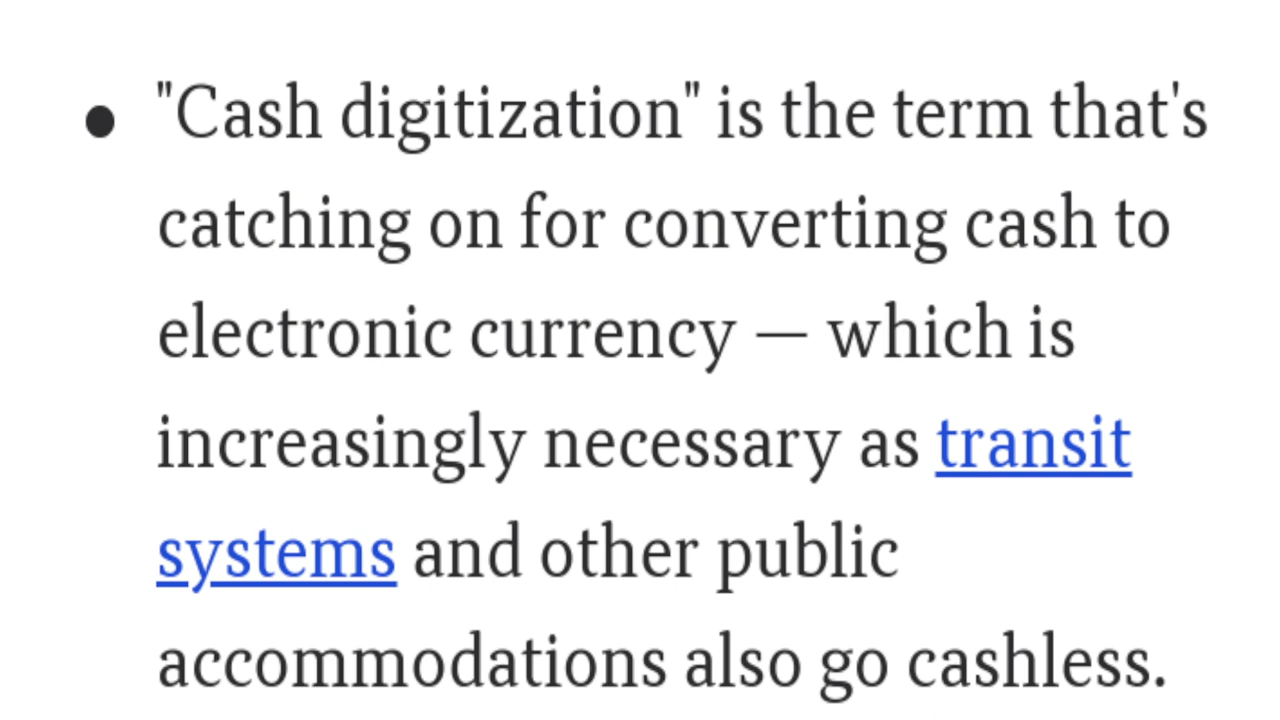 • "Cash digitization" is the term that's
catching on for converting cash to
electronic currency — which is
increasingly necessary as transit
systems and other public
accommodations also go cashless.